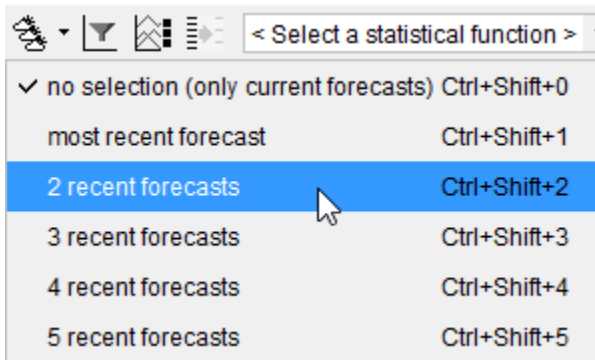 < Select a statistical function >
no selection (only current forecasts) Ctrl+Shift+0
most recent forecast Ctrl+Shift+1
2 recent forecasts Ctrl+Shift+2
3 recent forecasts Ctrl+Shift+3
4 recent forecasts Ctrl+Shift+4
5 recent forecasts Ctrl+Shift+5